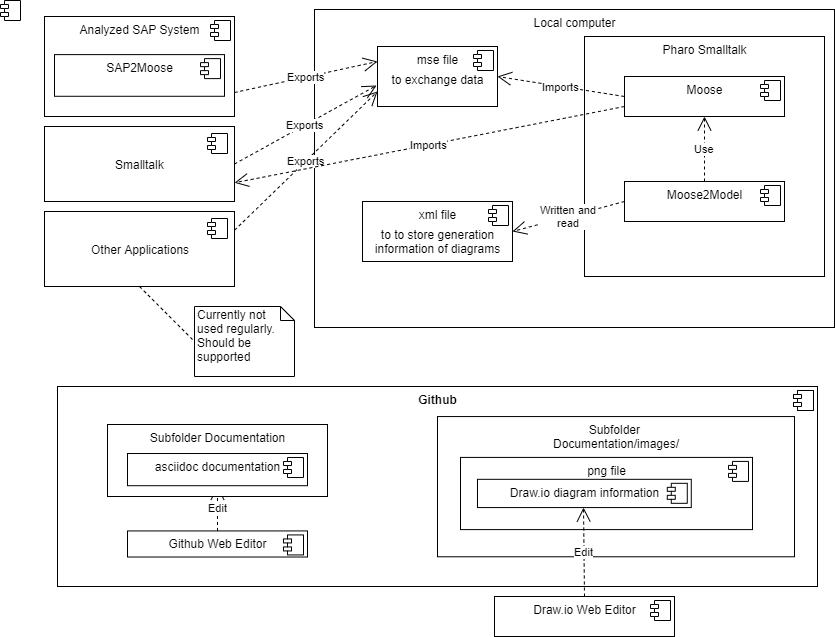 Analyzed SAP System
SAP2Moose
Smalltalk
Other Applications
Currently not
used regularly.
Should be
supported
Exports
Exports
Exports
Imports
Imports
Local computer
mse file
to exchange data
xml file
to to store generation
information of diagrams
Written and
read
Pharo Smalltalk
Moose
Use
Moose2Model
Github
Subfolder Documentation
asciidoc documentation
Edit
Github Web Editor
Subfolder
Documentation/images/
png file
Draw.io diagram information
Edit
Draw.io Web Editor